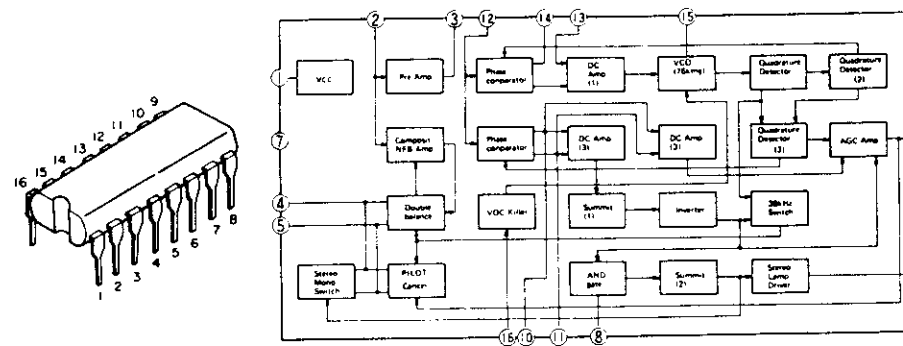 16 15 14 13 12 11 10 9
1 2 3 4 5 6 7 8
2 3 12 14 13 15
VCC
Pre Amp
Phase
comparator
DC
Amp
(1)
VCO
(76kHz)
Quadrature
Detector
Quadrature
Detector
(2)
7
Composit
NFB Amp
Phase
comparator
DC Amp
(3)
DC Amp
(2)
Quadrature
Detector
(3)
AGC Amp
4
5
Double
balance
VOC Killer
Summit
(1)
Inverter
38kHz
Switch
Stereo
Mono
Switch
PILOT
Cancer
AND
gate
Summit
(2)
Stereo
Lamp
Driver
16 10 11 8